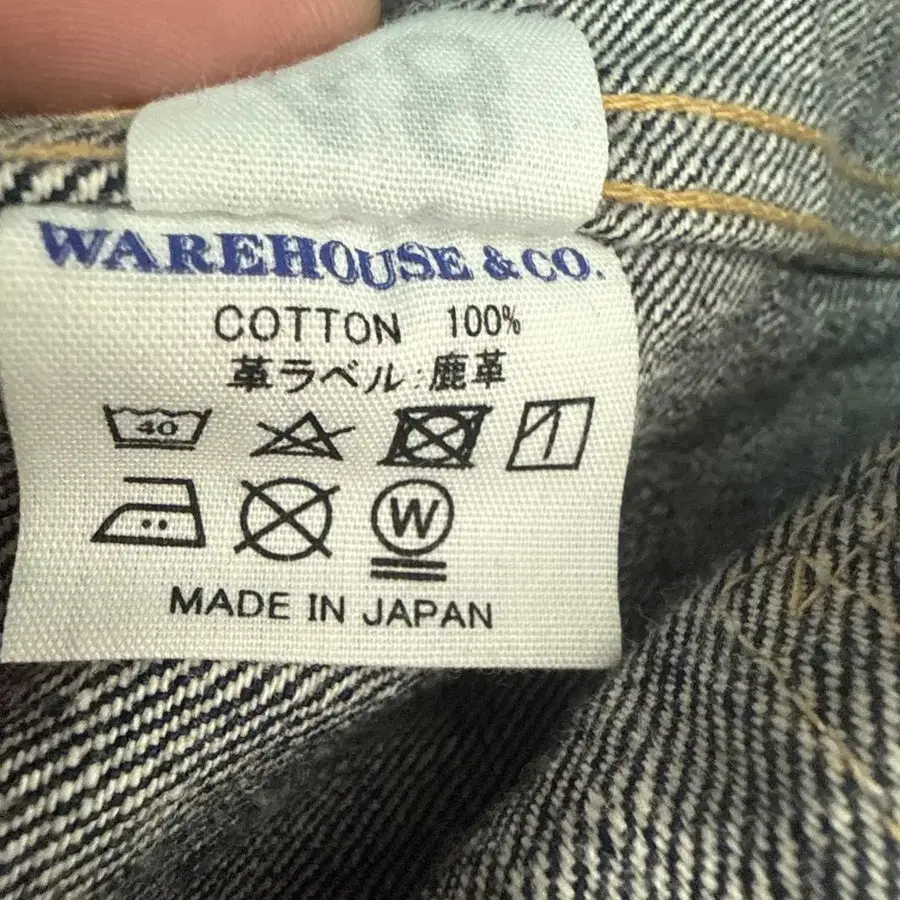 WAREHOUSE & CO.
COTTON 100%
革ラベル:鹿革
40
W
MADE IN JAPAN